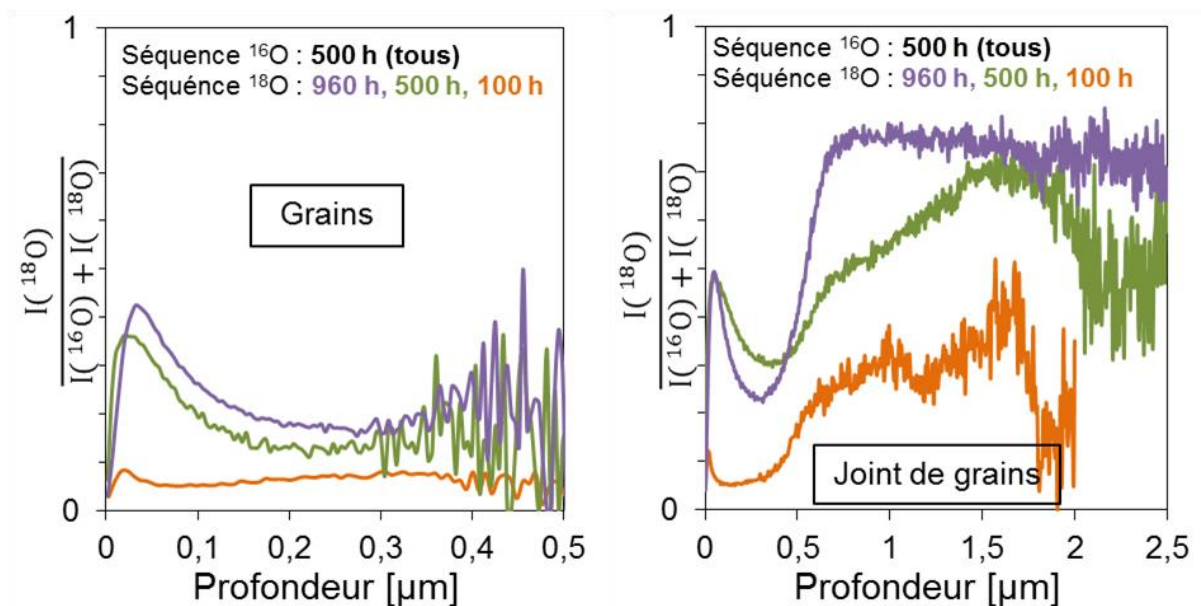 1
Séquence ¹⁶O : 500 h (tous)
Séquénce ¹⁸O : 960 h, 500 h, 100 h
Grains
I( ¹⁸O)
I(¹⁶O) + I( ¹⁸O)
0
0 0,1 0,2 0,3 0,4 0,5
Profondeur [µm]
1
Séquence ¹⁶O : 500 h (tous)
Séquénce ¹⁸O : 960 h, 500 h, 100 h
I( ¹⁸O)
I(¹⁶O) + I( ¹⁸O)
Joint de grains
0
0 0,5 1 1,5 2 2,5
Profondeur [µm]